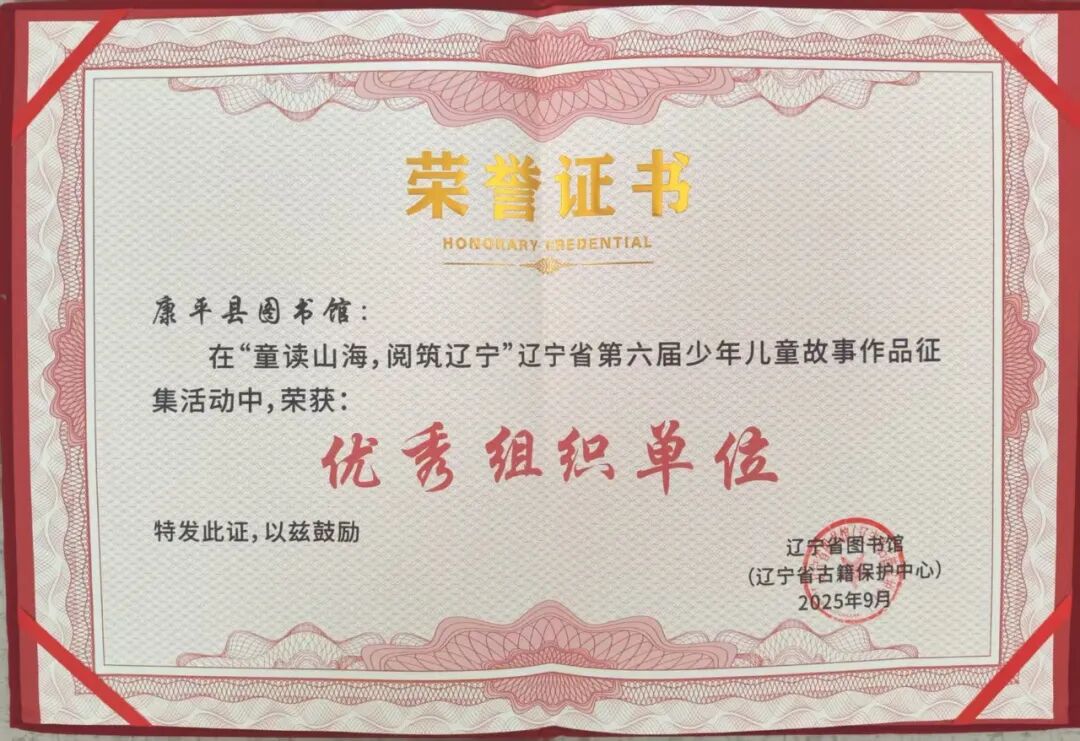 荣誉证书
HONORARY CREDENTIAL
康平县图书馆：
在“童读山海，阅筑辽宁”辽宁省第六届少年儿童故事作品征
集活动中，荣获：
优秀组织单位
特发此证，以兹鼓励
辽宁省图书馆
（辽宁省古籍保护中心）
2025年9月